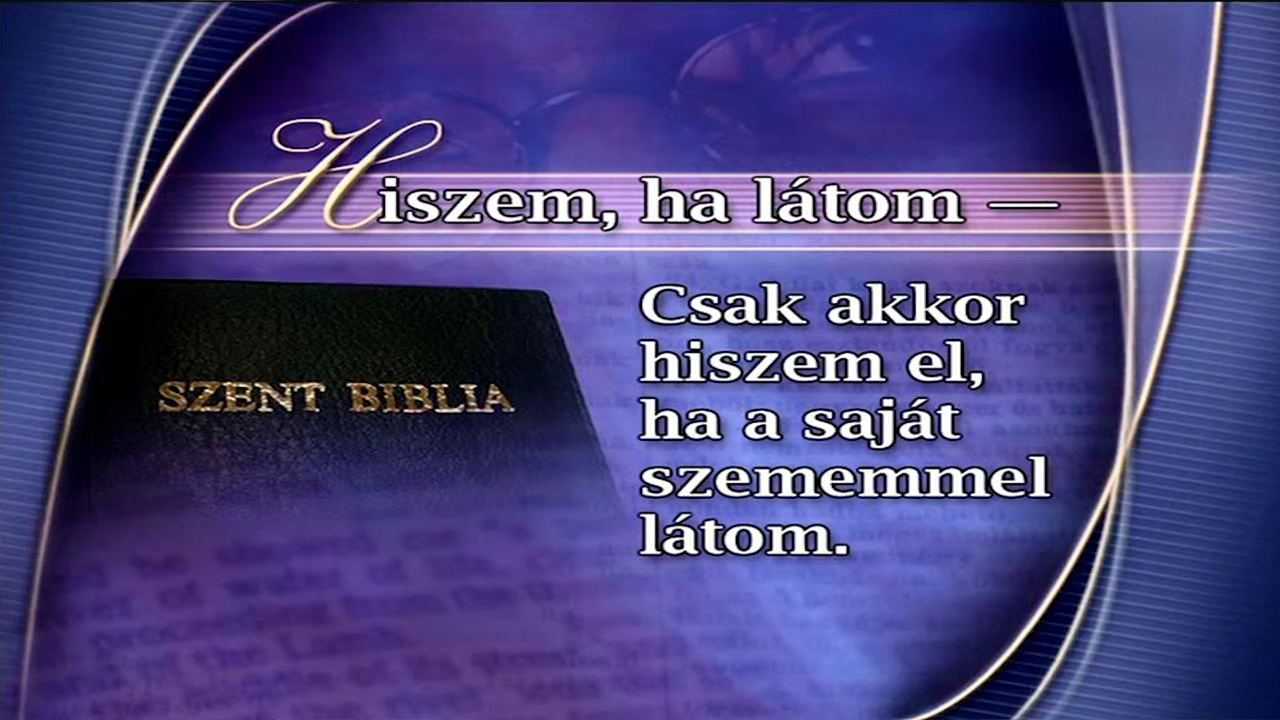 Hiszem, ha látom —
SZENT BIBLIA
Csak akkor
hiszem el,
ha a saját
szememmel
látom.